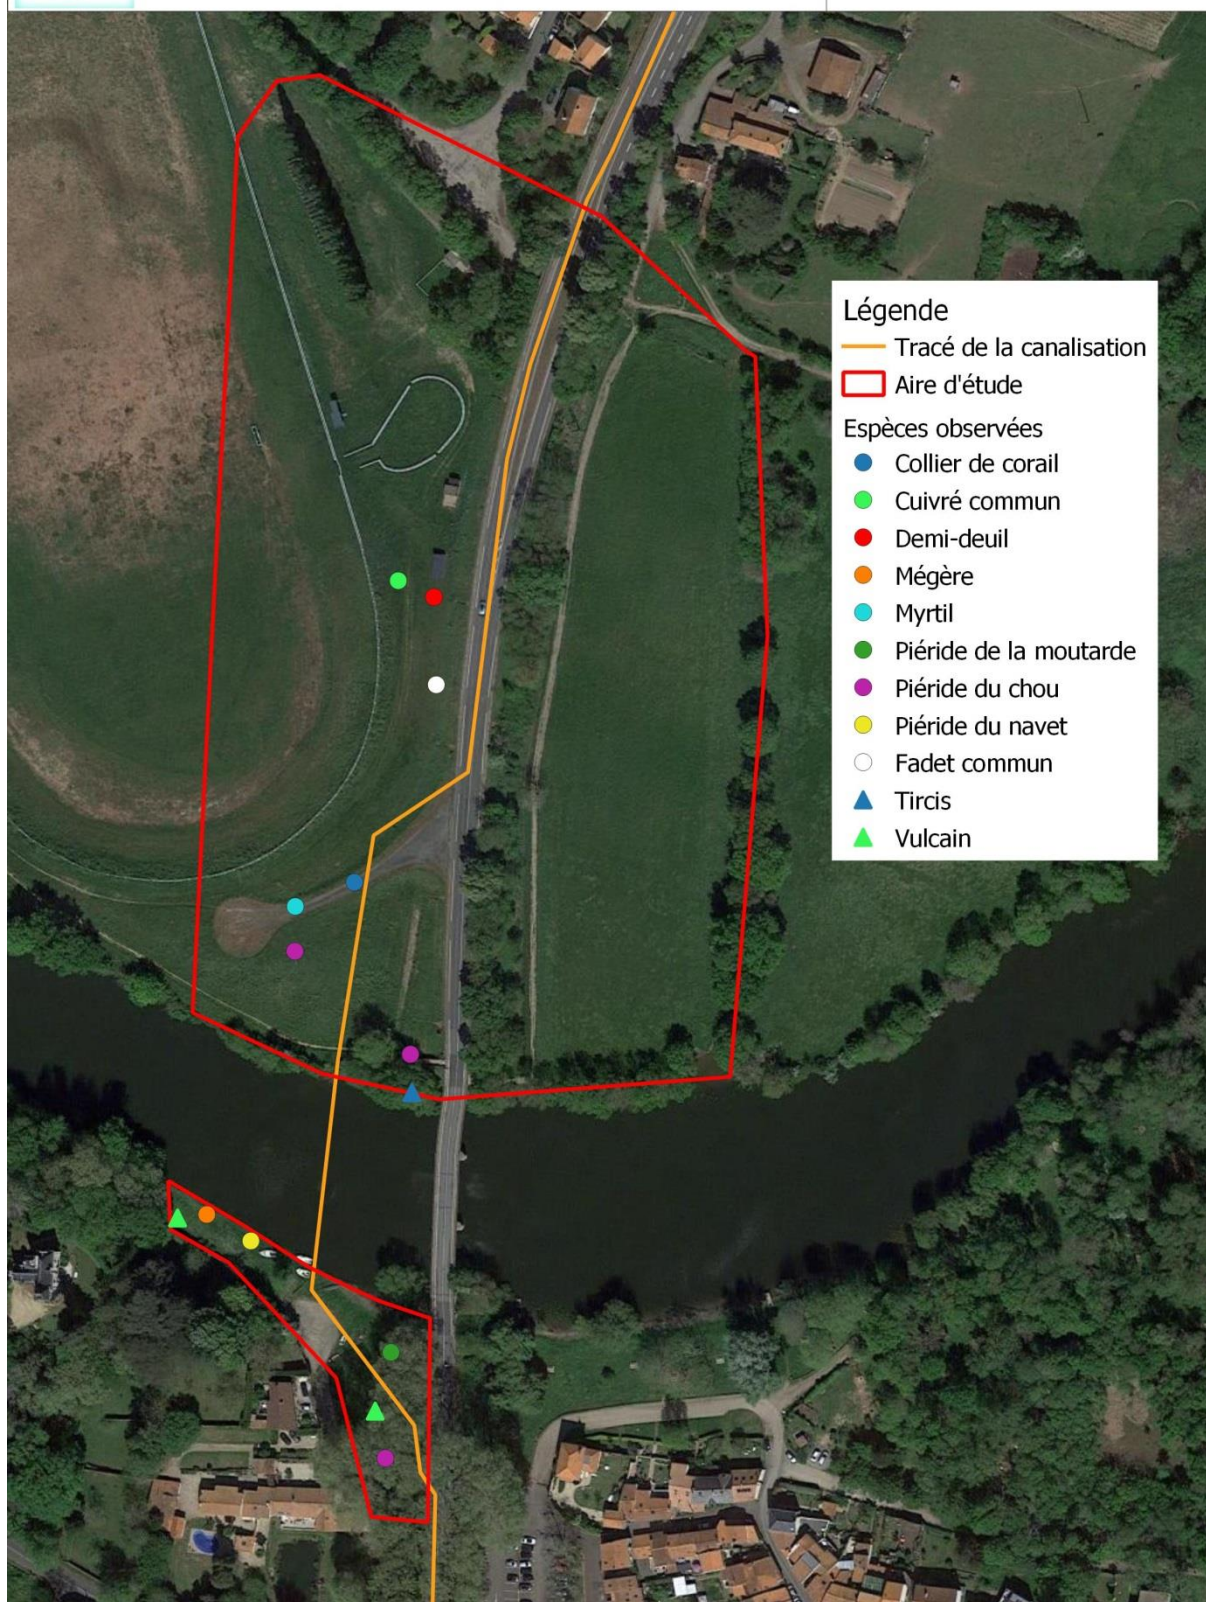 Légende
Tracé de la canalisation
Aire d'étude
Espèces observées
Collier de corail
Cuivré commun
Demi-deuil
Mégère
Myrtil
Piéride de la moutarde
Piéride du chou
Piéride du navet
Fadet commun
Tircis
Vulcain